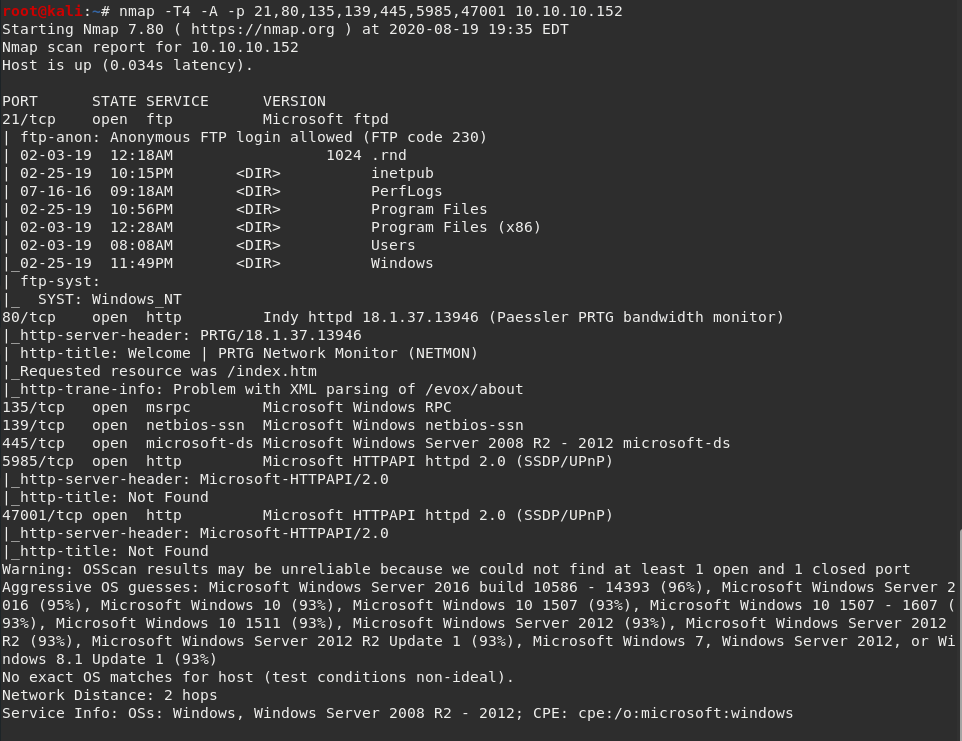 root@kali:~# nmap -T4 -A -p 21,80,135,139,445,5985,47001 10.10.10.152
Starting Nmap 7.80 ( https://nmap.org ) at 2020-08-19 19:35 EDT
Nmap scan report for 10.10.10.152
Host is up (0.034s latency).
PORT      STATE SERVICE      VERSION
21/tcp    open  ftp          Microsoft ftpd
| ftp-anon: Anonymous FTP login allowed (FTP code 230)
| 02-03-19  12:18AM                 1024 .rnd
| 02-25-19  10:15PM       <DIR>          inetpub
| 07-16-16  09:18AM       <DIR>          PerfLogs
| 02-25-19  10:56PM       <DIR>          Program Files
| 02-03-19  12:28AM       <DIR>          Program Files (x86)
| 02-03-19  08:08AM       <DIR>          Users
|_02-25-19  11:49PM       <DIR>          Windows
| ftp-syst:
|_  SYST: Windows_NT
80/tcp    open  http         Indy httpd 18.1.37.13946 (Paessler PRTG bandwidth monitor)
|_http-server-header: PRTG/18.1.37.13946
| http-title: Welcome | PRTG Network Monitor (NETMON)
|_Requested resource was /index.htm
|_http-trane-info: Problem with XML parsing of /evox/about
135/tcp   open  msrpc        Microsoft Windows RPC
139/tcp   open  netbios-ssn  Microsoft Windows netbios-ssn
445/tcp   open  microsoft-ds Microsoft Windows Server 2008 R2 - 2012 microsoft-ds
5985/tcp  open  http         Microsoft HTTPAPI httpd 2.0 (SSDP/UPnP)
|_http-server-header: Microsoft-HTTPAPI/2.0
|_http-title: Not Found
47001/tcp open  http         Microsoft HTTPAPI httpd 2.0 (SSDP/UPnP)
|_http-server-header: Microsoft-HTTPAPI/2.0
|_http-title: Not Found
Warning: OSScan results may be unreliable because we could not find at least 1 open and 1 closed port
Aggressive OS guesses: Microsoft Windows Server 2016 build 10586 - 14393 (96%), Microsoft Windows Server 2
016 (95%), Microsoft Windows 10 (93%), Microsoft Windows 10 1507 (93%), Microsoft Windows 10 1507 - 1607 (
93%), Microsoft Windows 10 1511 (93%), Microsoft Windows Server 2012 (93%), Microsoft Windows Server 2012
R2 (93%), Microsoft Windows Server 2012 R2 Update 1 (93%), Microsoft Windows 7, Windows Server 2012, or Wi
ndows 8.1 Update 1 (93%)
No exact OS matches for host (test conditions non-ideal).
Network Distance: 2 hops
Service Info: OSs: Windows, Windows Server 2008 R2 - 2012; CPE: cpe:/o:microsoft:windows